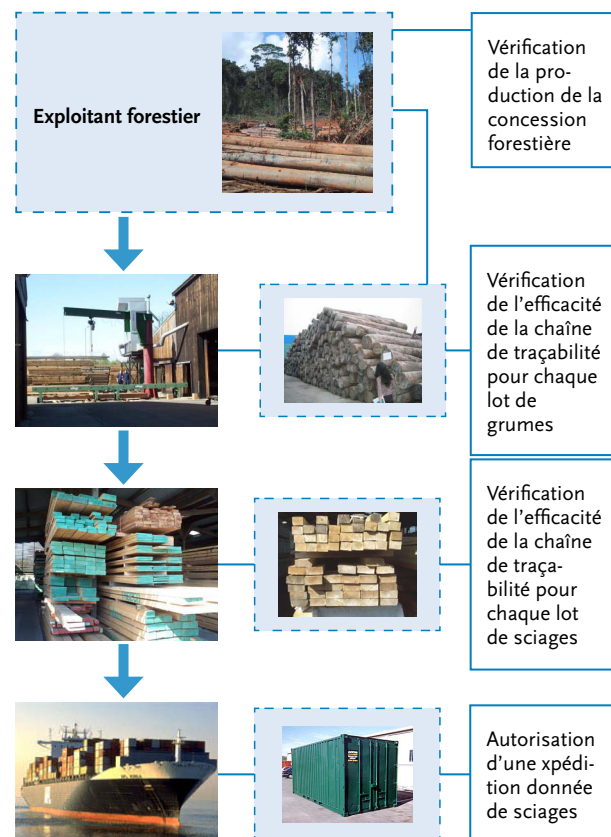 Exploitant forestier
Vérification
de la pro-
duction de la
concession
forestière
Vérification
de l'efficacité
de la chaîne
de traçabilité
pour chaque
lot de
grumes
Vérification
de l'efficacité
de la chaîne
de traça-
bilité pour
chaque lot
de sciages
Autorisation
d'une xpédi-
tion donnée
de sciages